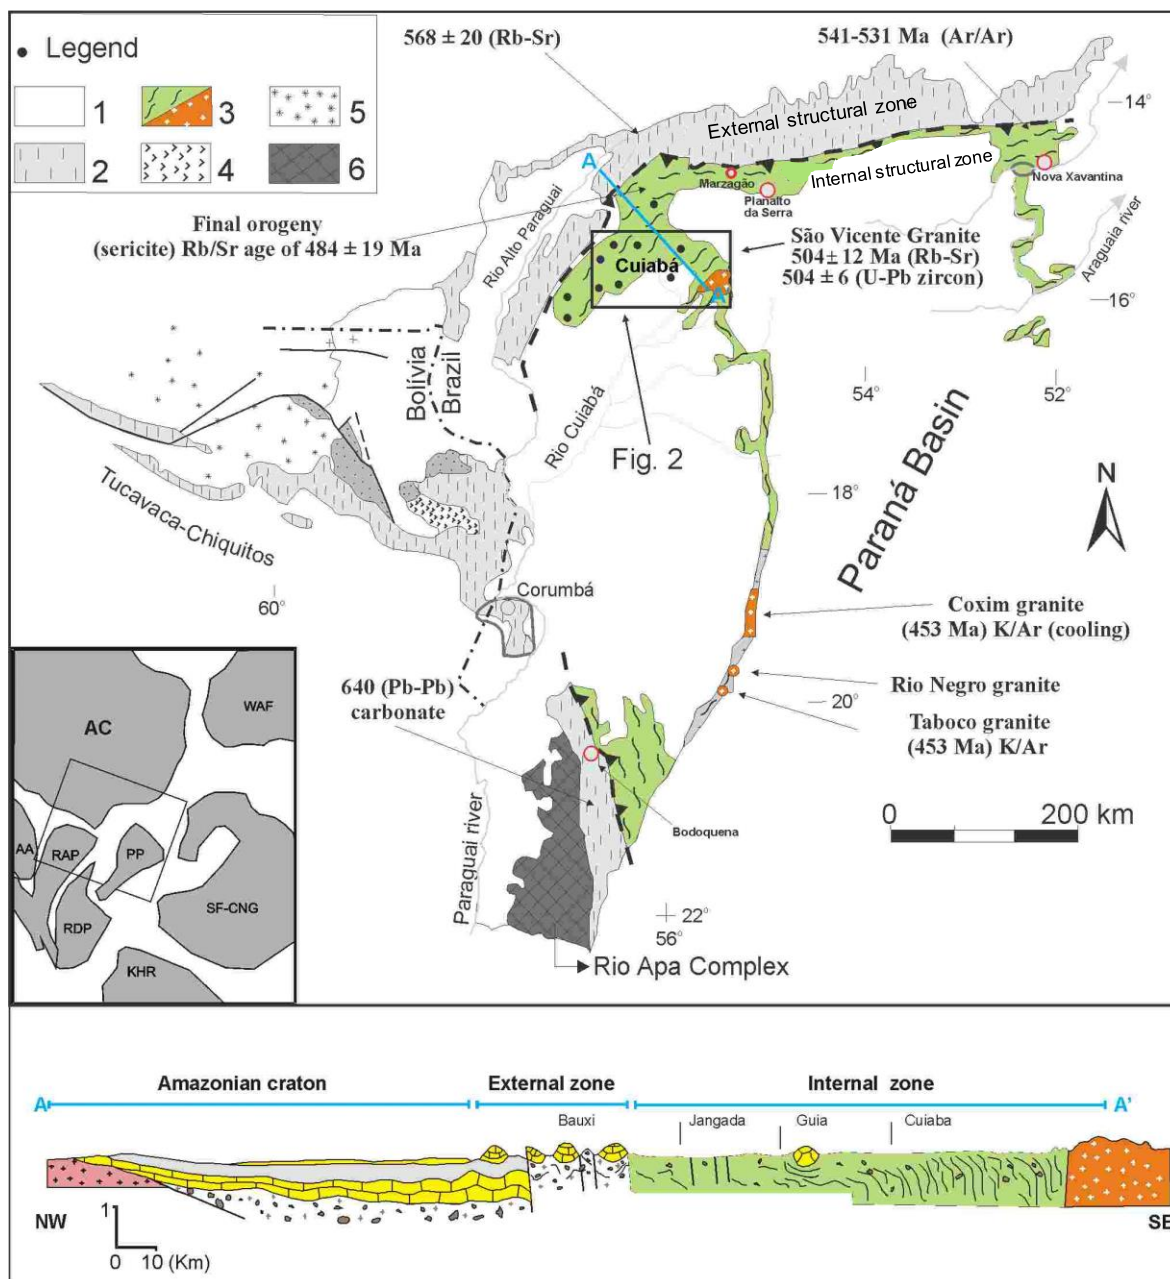 Legend
1
3
5
2
4
6
568 ± 20 (Rb-Sr)
541-531 Ma (Ar/Ar)
External structural zone
Internal structural zone
14°
A
Marzagão
Planalto
da Serra
Nova Xavantina
Araguaia river
Rio Alto Paraguai
Final orogeny
(sericite) Rb/Sr age of 484 ± 19 Ma
Cuiabá
A'
São Vicente Granite
504± 12 Ma (Rb-Sr)
504 ± 6 (U-Pb zircon)
16°
Bolívia
Brazil
Rio Cuiabá
Fig. 2
54°
52°
Paraná Basin
N
18°
Tucavaca-Chiquitos
60°
Corumbá
Coxim granite
(453 Ma) K/Ar (cooling)
Rio Negro granite
20°
Taboco granite
(453 Ma) K/Ar
640 (Pb-Pb)
carbonate
Bodoquena
Paraguai river
0 200 km
22°
56°
Rio Apa Complex
AC
WAF
AA
RAP
PP
SF-CNG
RDP
KHR
Amazonian craton
External zone
Internal zone
A
A'
Bauxi
Jangada
Guia
Cuiaba
NW
SE
1
0 10 (Km)